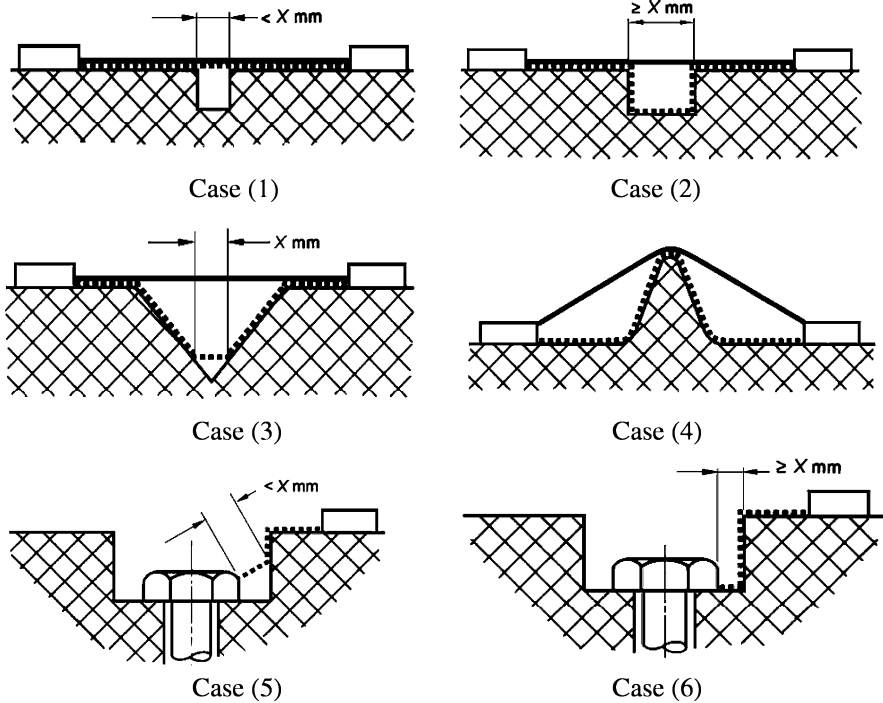 < X mm
≥ X mm
Case (1)
Case (2)
X mm
Case (3)
Case (4)
< X mm
≥ X mm
Case (5)
Case (6)